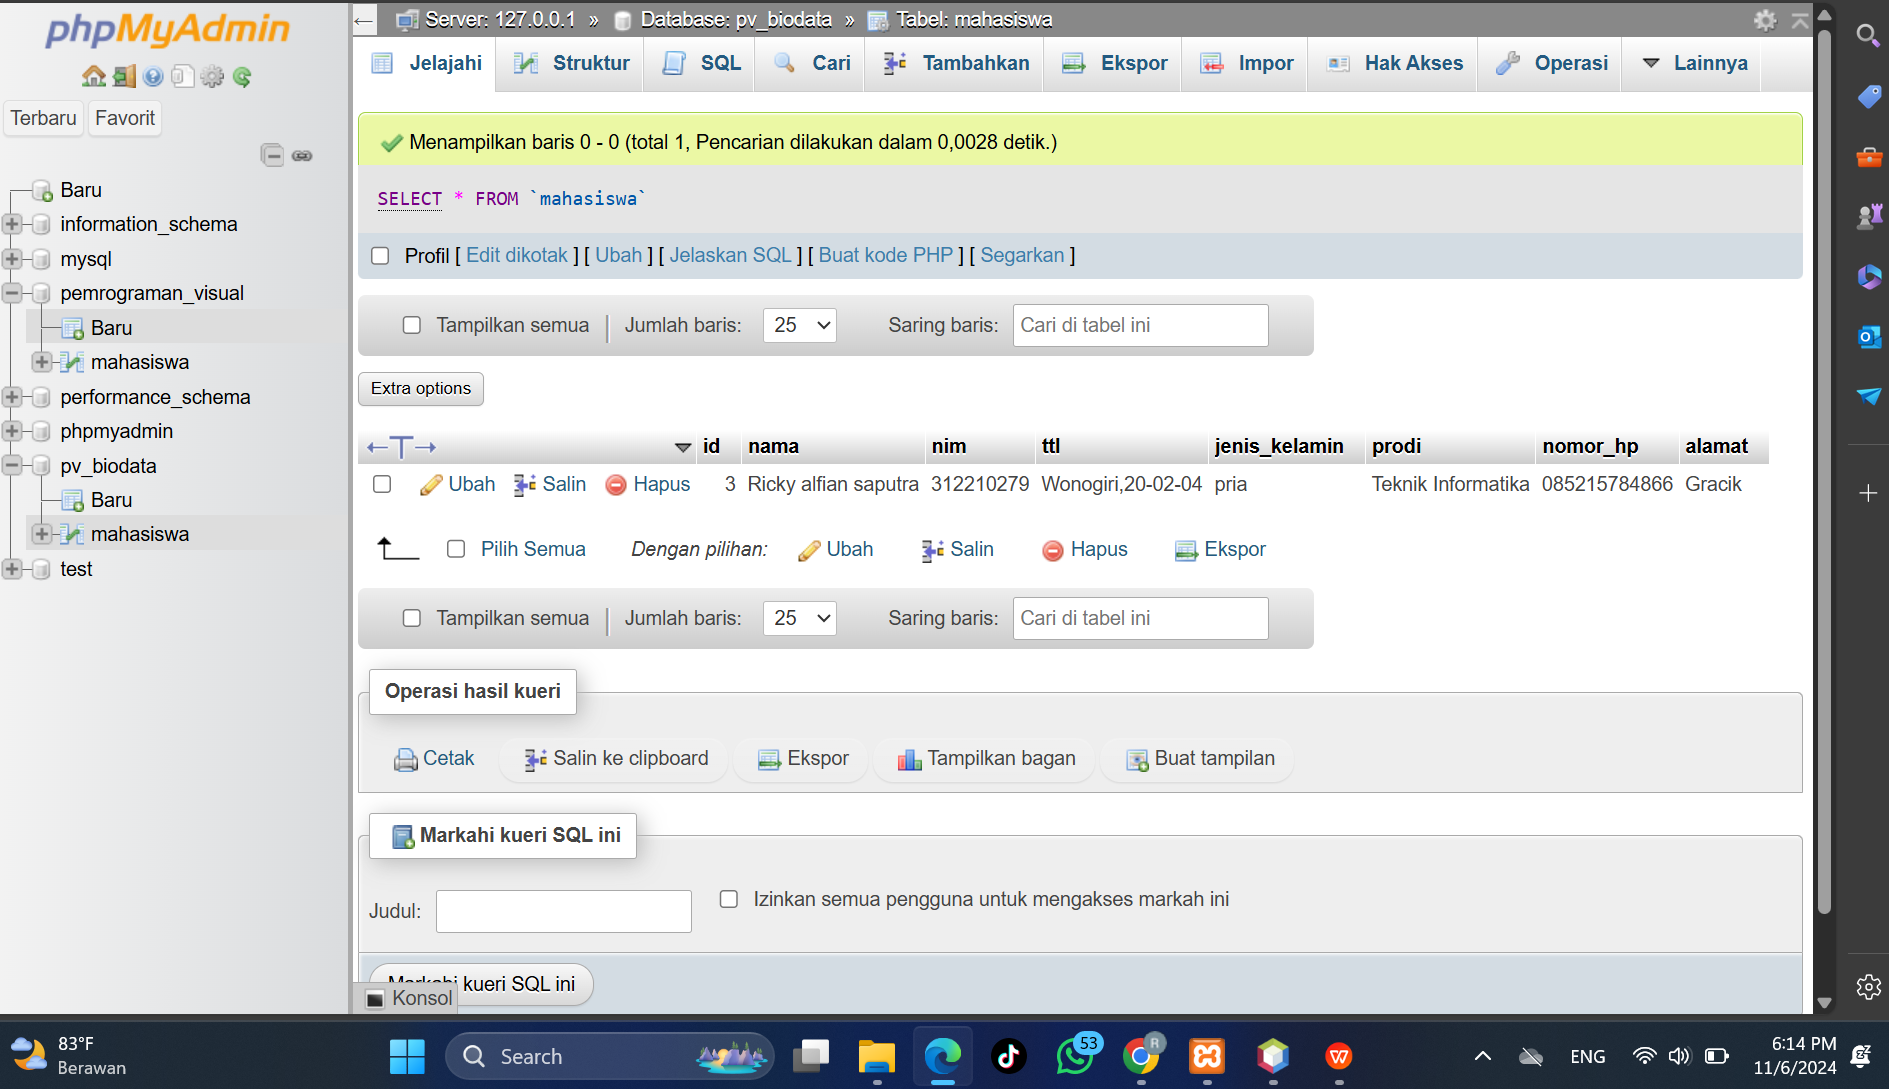 phpMyAdmin
Terbaru Favorit
Baru
information_schema
mysql
pemrograman_visual
Baru
mahasiswa
performance_schema
phpmyadmin
pv_biodata
Baru
mahasiswa
test
Server: 127.0.0.1 » Database: pv_biodata » Tabel: mahasiswa
Jelajahi Struktur SQL Cari Tambahkan Ekspor Impor Hak Akses Operasi Lainnya
Menampilkan baris 0 - 0 (total 1, Pencarian dilakukan dalam 0,0028 detik.)
SELECT * FROM `mahasiswa`
Profil [ Edit dikotak ] [ Ubah ] [ Jelaskan SQL ] [ Buat kode PHP ] [ Segarkan ]
Tampilkan semua | Jumlah baris: 25 Saring baris: Cari di tabel ini
Extra options
←T→ id nama nim ttl jenis_kelamin prodi nomor_hp alamat
Ubah Salin Hapus 3 Ricky alfian saputra 312210279 Wonogiri,20-02-04 pria Teknik Informatika 085215784866 Gracik
Pilih Semua Dengan pilihan: Ubah Salin Hapus Ekspor
Tampilkan semua | Jumlah baris: 25 Saring baris: Cari di tabel ini
Operasi hasil kueri
Cetak Salin ke clipboard Ekspor Tampilkan bagan Buat tampilan
Markahi kueri SQL ini
Judul: Izinkan semua pengguna untuk mengakses markah ini
Markahi kueri SQL ini
Konsol
83°F
Berawan
Search
53
R
ENG
6:14 PM
11/6/2024